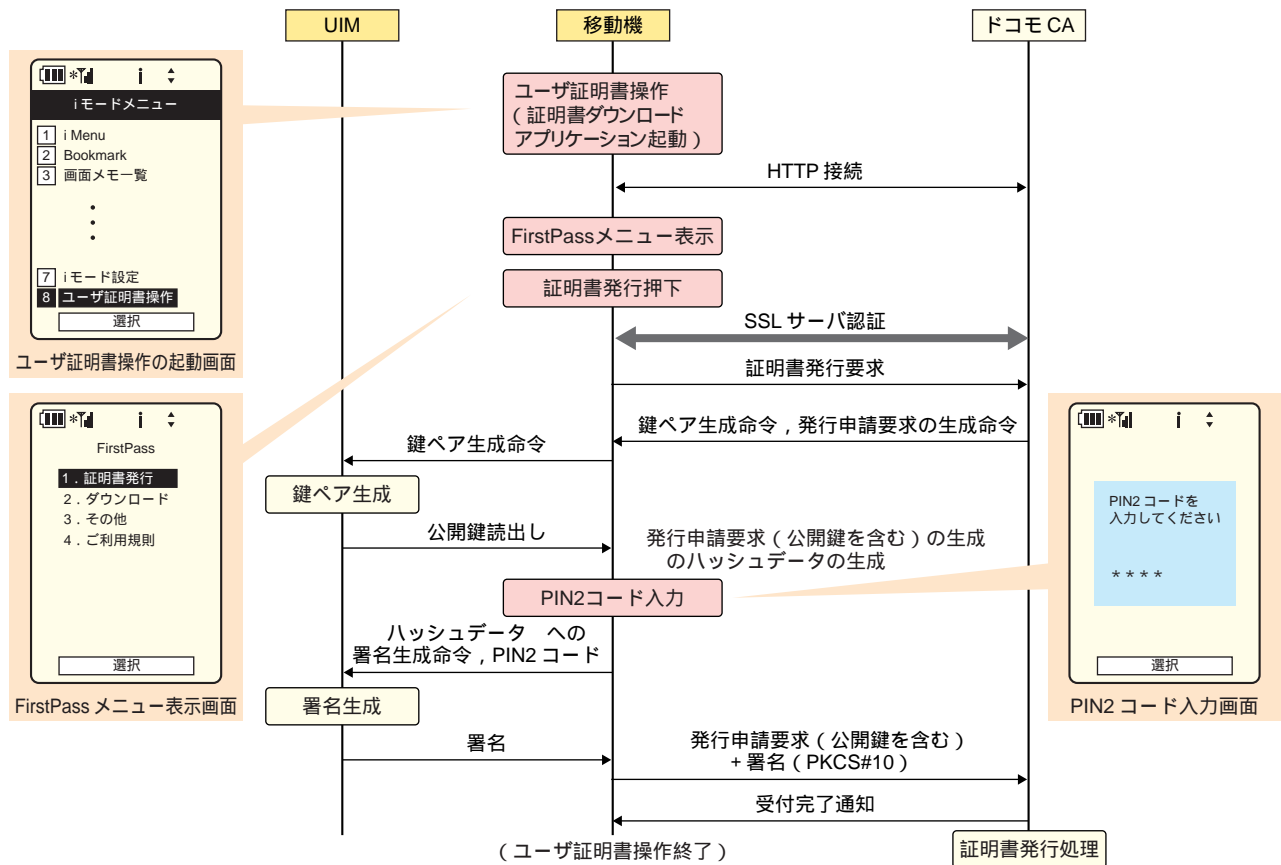 UIM
移動機
ドコモ CA
ユーザ証明書操作
（証明書ダウンロード
アプリケーション起動）
HTTP 接続
FirstPassメニュー表示
証明書発行押下
SSL サーバ認証
証明書発行要求
鍵ペア生成命令，発行申請要求の生成命令
鍵ペア生成命令
鍵ペア生成
公開鍵読出し
発行申請要求（公開鍵を含む）の生成
のハッシュデータの生成
PIN2コード入力
ハッシュデータ　への
署名生成命令，PIN2 コード
署名生成
署名
発行申請要求（公開鍵を含む）
+ 署名（PKCS#10）
受付完了通知
（ユーザ証明書操作終了）
証明書発行処理
i
i モードメニュー
1 i Menu
2 Bookmark
3 画面メモ一覧
7 i モード設定
8 ユーザ証明書操作
選択
ユーザ証明書操作の起動画面
i
FirstPass
1．証明書発行
2．ダウンロード
3．その他
4．ご利用規則
選択
FirstPass メニュー表示画面
i
PIN2 コードを
入力してください
＊＊＊＊
選択
PIN2 コード入力画面